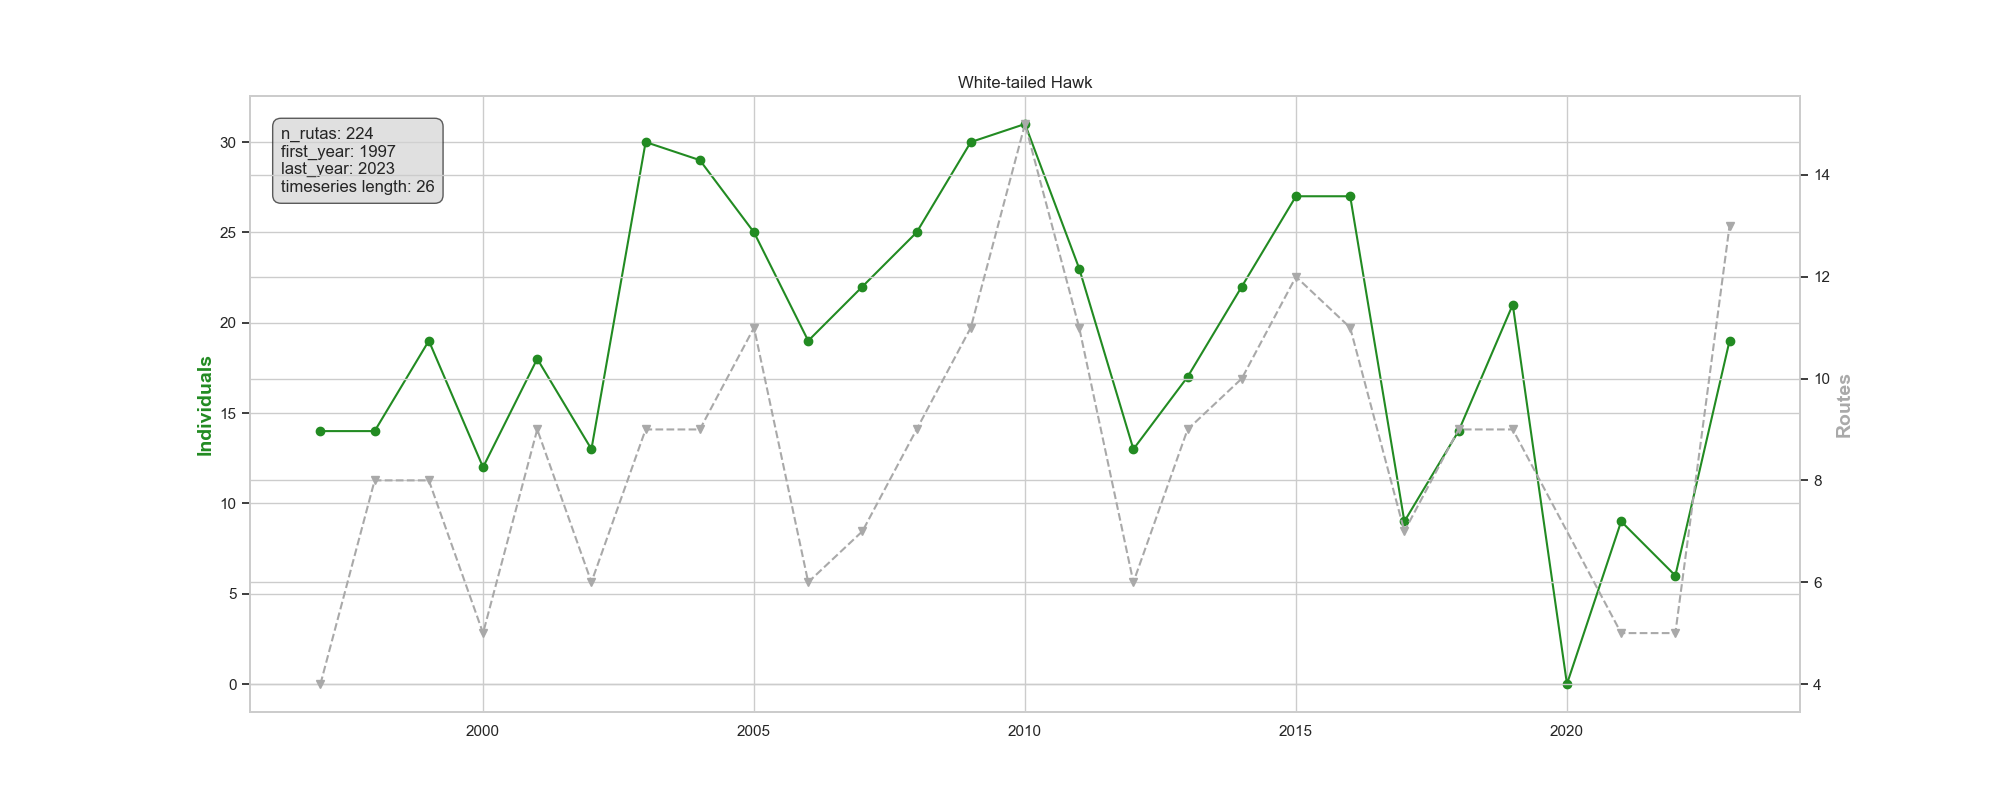 White-tailed Hawk
n_rutas: 224
first_year: 1997
last_year: 2023
timeseries length: 26
30
25
20
15
10
5
0
Individuals
14
12
10
8
6
4
Routes
2000
2005
2010
2015
2020